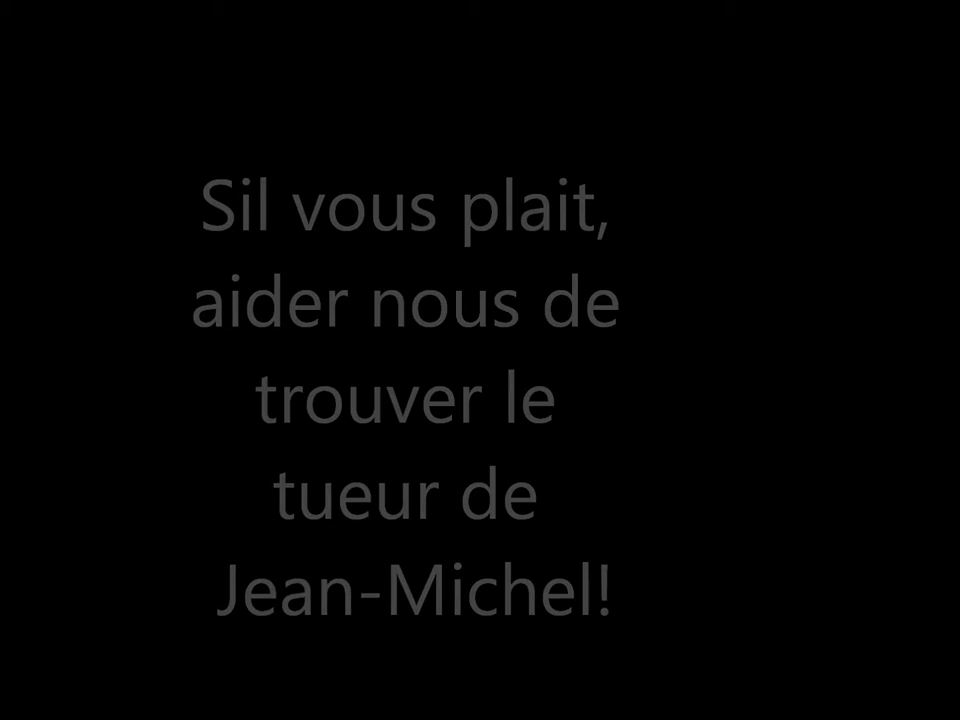 Sil vous plait,
aider nous de
trouver le
tueur de
Jean-Michel!